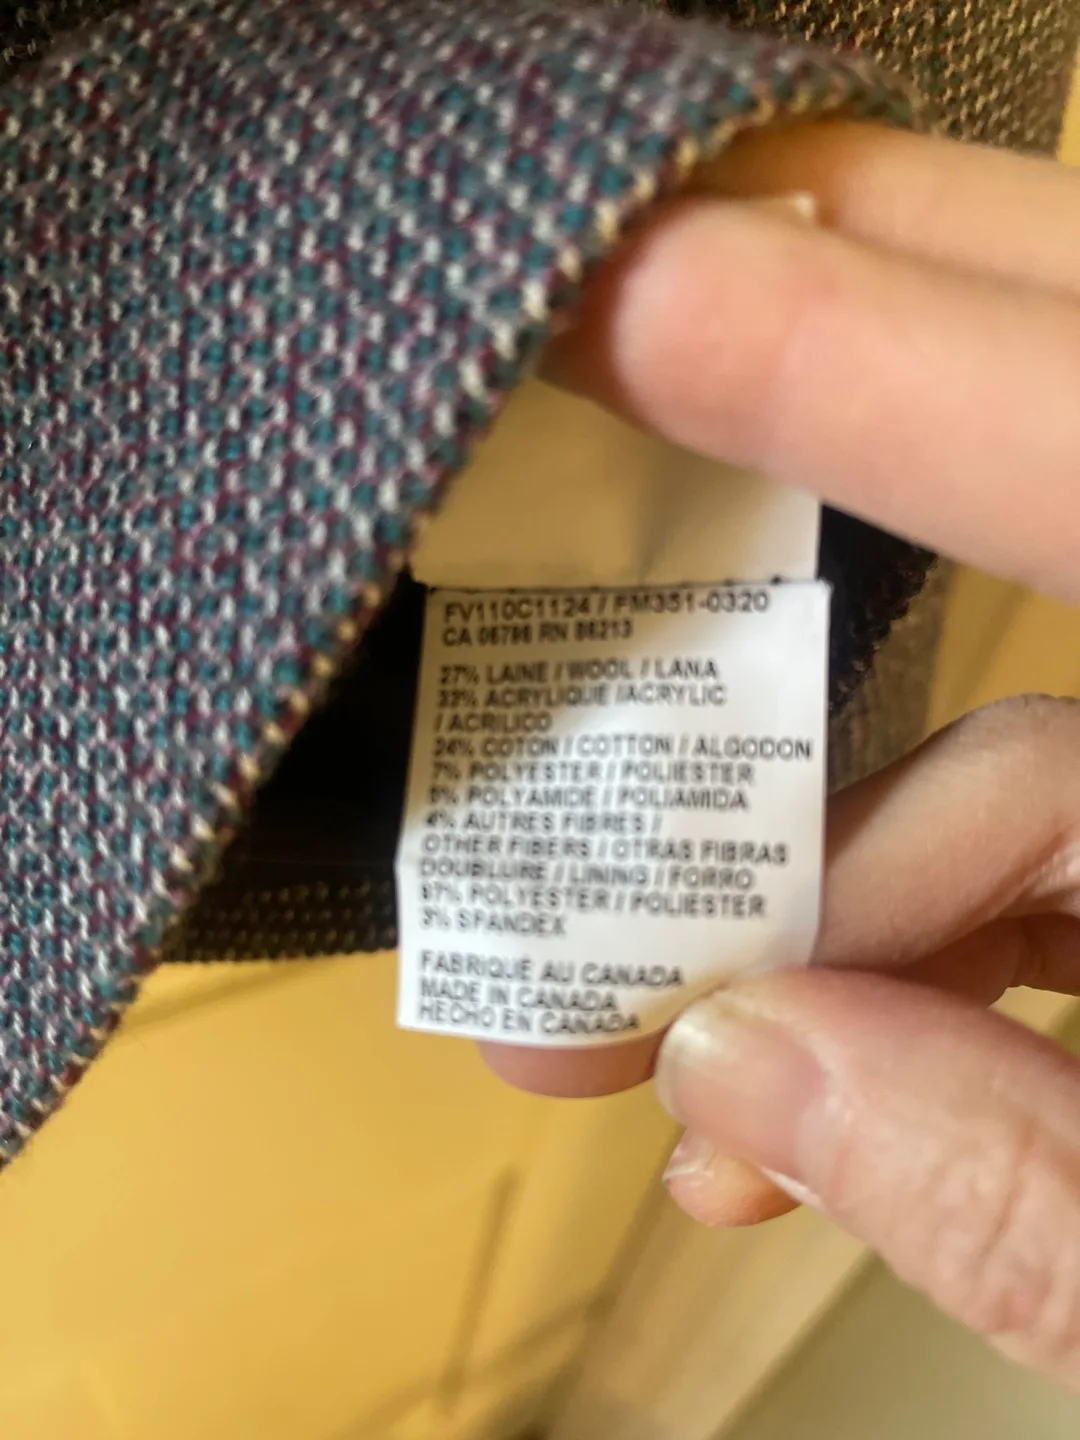 FV110C1124 / FM351-0320
CA 06798 RN 86213
27% LAINE / WOOL / LANA
33% ACRYLIQUE /ACRYLIC
/ ACRILICO
24% COTON / COTTON / ALGODON
7% POLYESTER / POLIESTER
5% POLYAMIDE / POLIAMIDA
4% AUTRES FIBRES /
OTHER FIBERS / OTRAS FIBRAS
DOUBLURE / LINING / FORRO
97% POLYESTER / POLIESTER
3% SPANDEX
FABRIQUE AU CANADA
MADE IN CANADA
HECHO EN CANADA